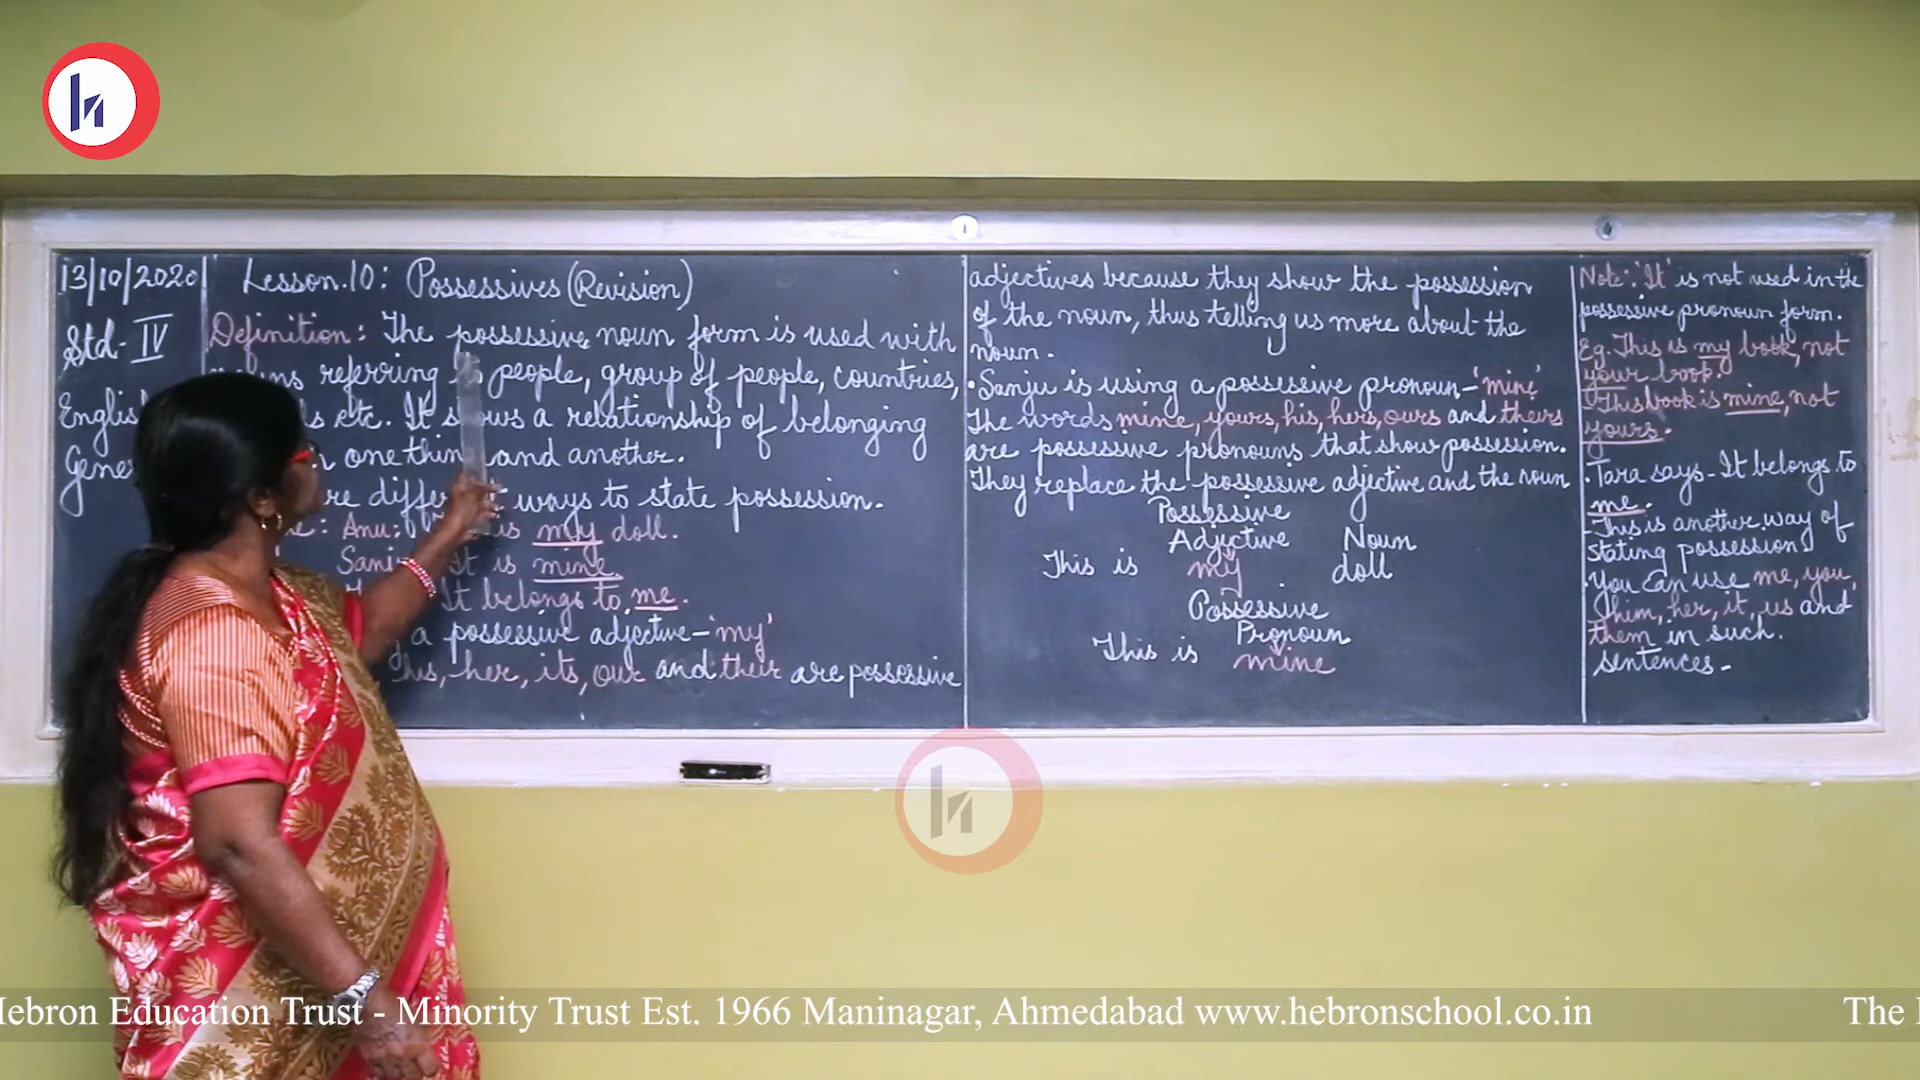 13/10/2020
Std - IV
English
Lesson.10: Possessives (Revision)
Definition: The possessive noun form is used with
referring people, group of people, countries,
etc. It shows a relationship of belonging
one thing and another.
different ways to state possession.
Anu: is my doll.
It is mine.
It belongs to me.
a possessive adjective - 'my'
his, her, its, our and their are possessive
adjectives because they show the possession
of the noun, thus telling us more about the
noun.
• Sanju is using a possessive pronoun - 'mine'
The words mine, yours, his, hers, ours and theirs
are possessive pronouns that show possession.
They replace the possessive adjective and the noun
Possessive
Adjective Noun
This is my doll
Possessive
Pronoun
This is mine
Note: 'It' is not used in the
possessive pronoun form.
Eg. This is my book, not
your book.
- This book is mine, not
yours.
• Tara says - It belongs to
me.
- This is another way of
stating possession.
• You can use me, you,
him, her, it, us and
them in such
sentences -
Hebron Education Trust - Minority Trust Est. 1966 Maninagar, Ahmedabad www.hebronschool.co.in The